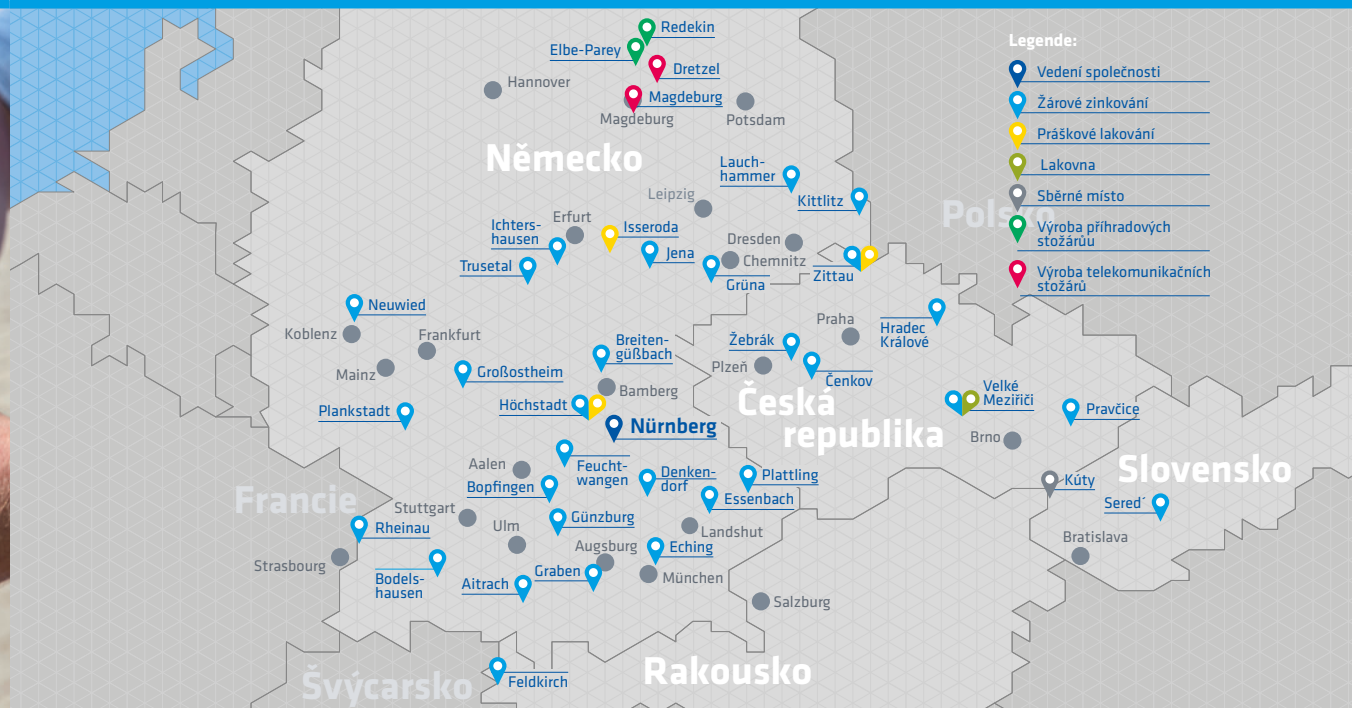 Redekin
Elbe-Parey
Dretzel
Hannover
Magdeburg
Magdeburg
Potsdam
Německo
Lauch-
hammer
Kittlitz
Leipzig
Ichters-
hausen
Erfurt
Isseroda
Jena
Dresden
Chemnitz
Trusetal
Grüna
Zittau
Neuwied
Koblenz
Frankfurt
Mainz
Großostheim
Breiten-
güßbach
Bamberg
Plankstadt
Höchstadt
Nürnberg
Praha
Hradec
Králové
Žebrák
Plzeň
Čenkov
Česká
republika
Velké
Meziříčí
Pravčice
Brno
Slovensko
Kúty
Sered´
Bratislava
Aalen
Feucht-
wangen
Bopfingen
Denken-
dorf
Plattling
Essenbach
Francie
Stuttgart
Rheinau
Ulm
Günzburg
Landshut
Augsburg
Eching
Strasbourg
Bodels-
hausen
Aitrach
Graben
München
Salzburg
Rakousko
Švýcarsko
Feldkirch
Polsko
Legende:
Vedení společnosti
Žárové zinkování
Práškové lakování
Lakovna
Sběrné místo
Výroba příhradových
stožárůu
Výroba telekomunikačních
stožárů